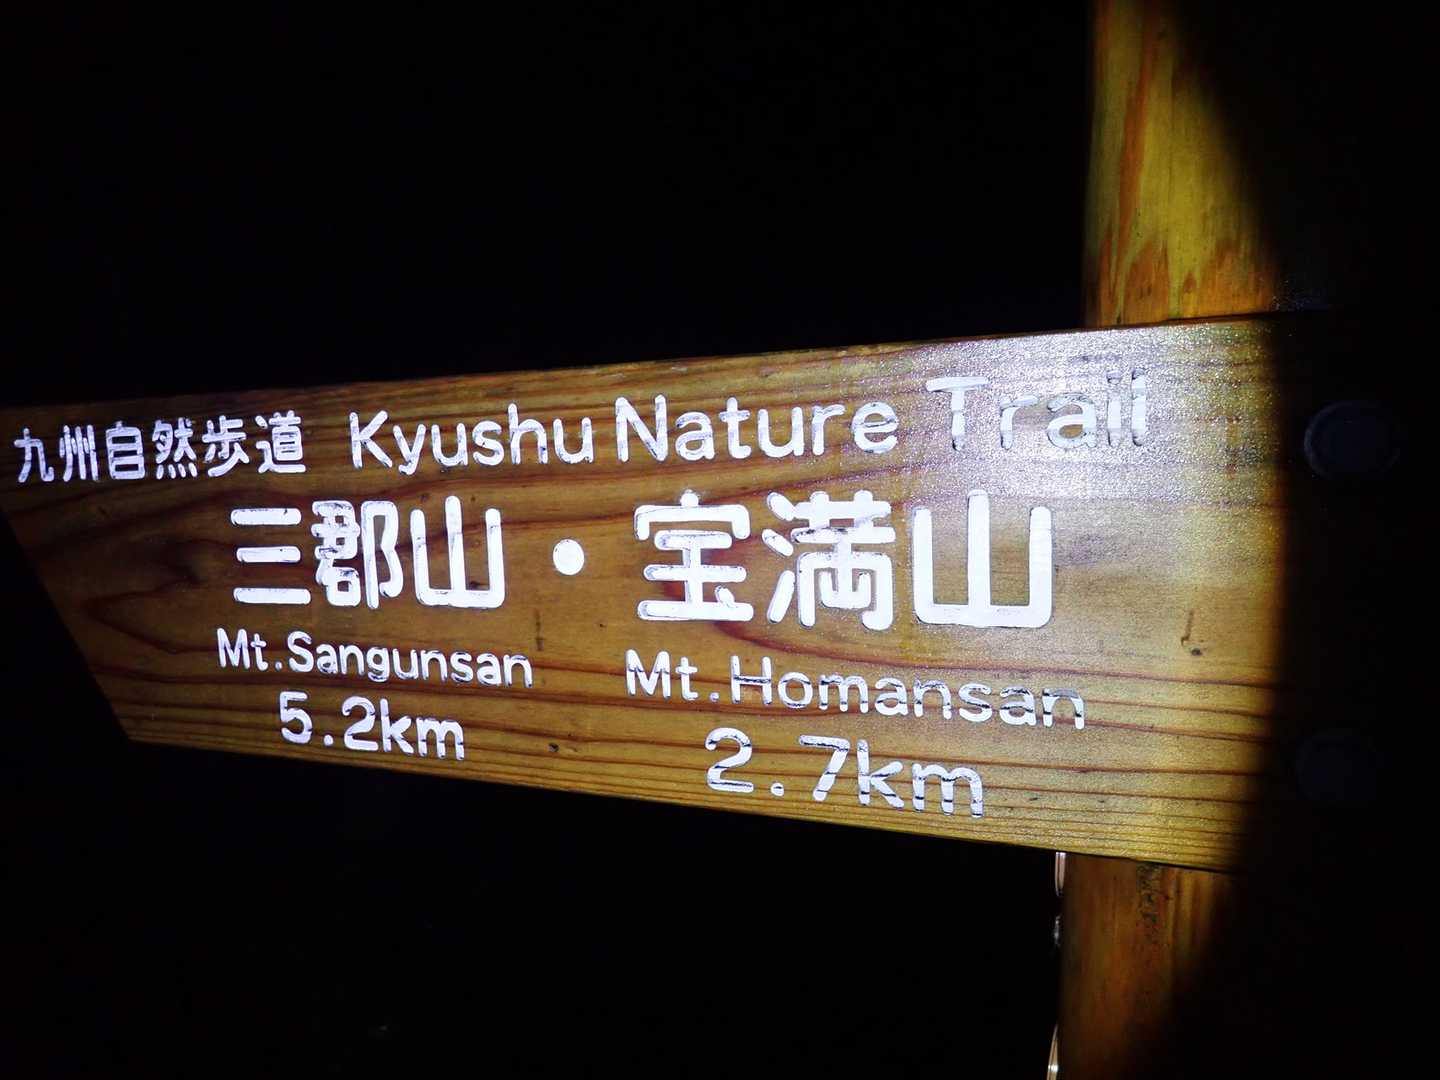 九州自然歩道 Kyushu Nature Trail
三郡山・宝満山
Mt.Sangunsan Mt.Homansan
5.2km 2.7km